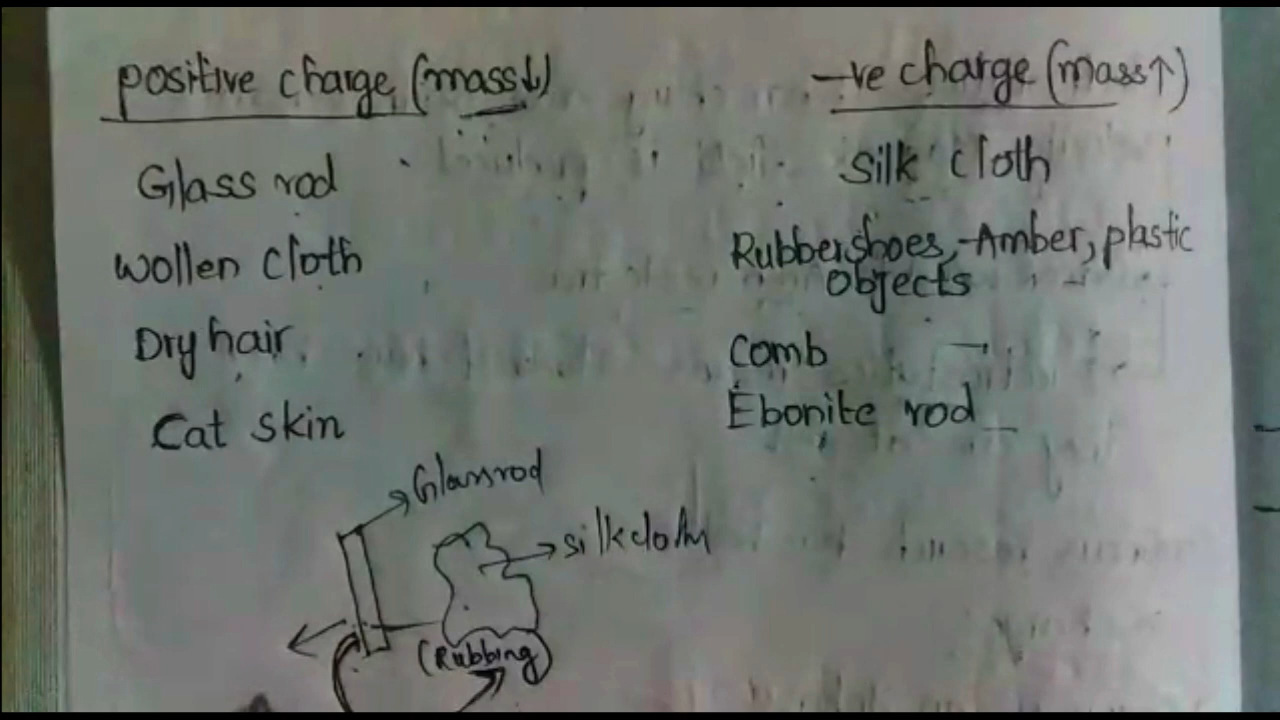 positive charge (mass↓)
-ve charge (mass↑)
Glass rod
Silk cloth
Wollen cloth
Rubbershoes, Amber, plastic
objects
Dry hair
Comb
Cat skin
Ebonite rod
Glassrod
silkcloth
(Rubbing)